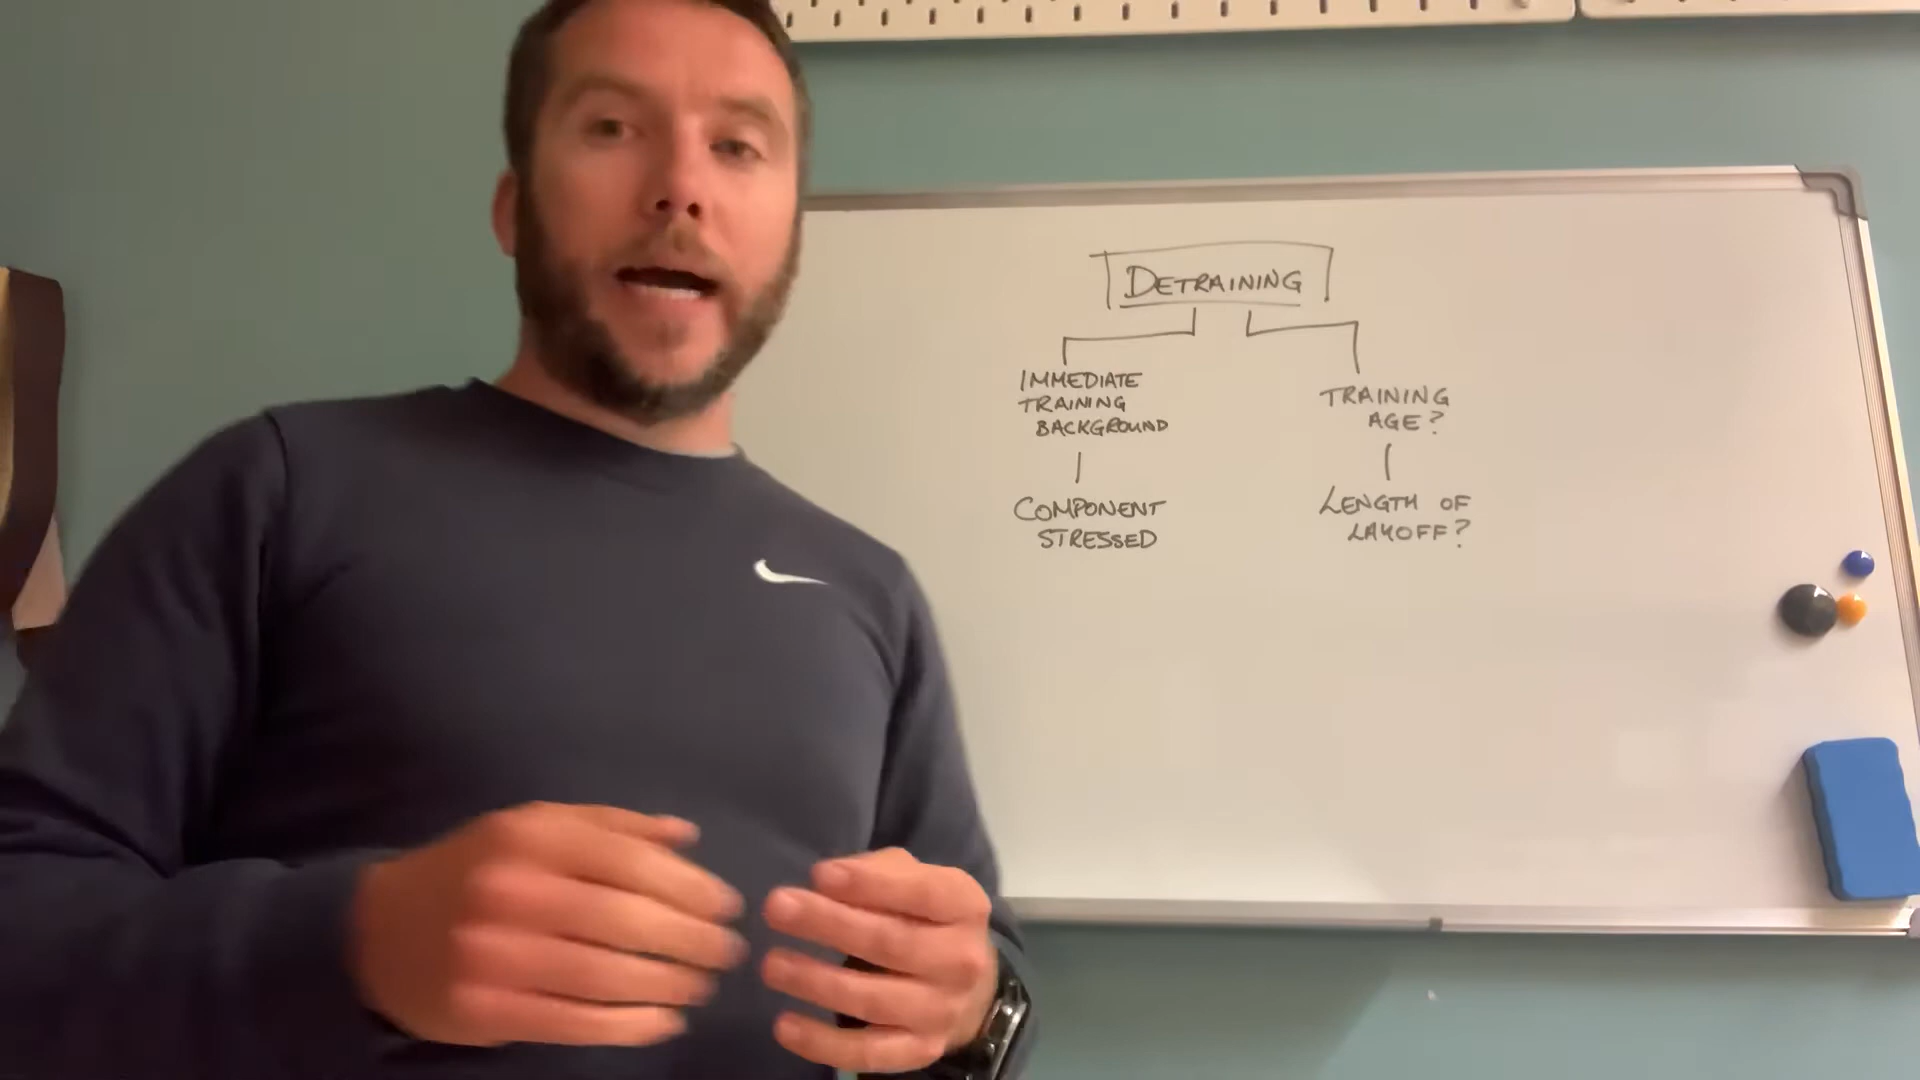 DETRAINING
IMMEDIATE
TRAINING
BACKGROUND
COMPONENT
STRESSED
TRAINING
AGE?
LENGTH OF
LAYOFF?